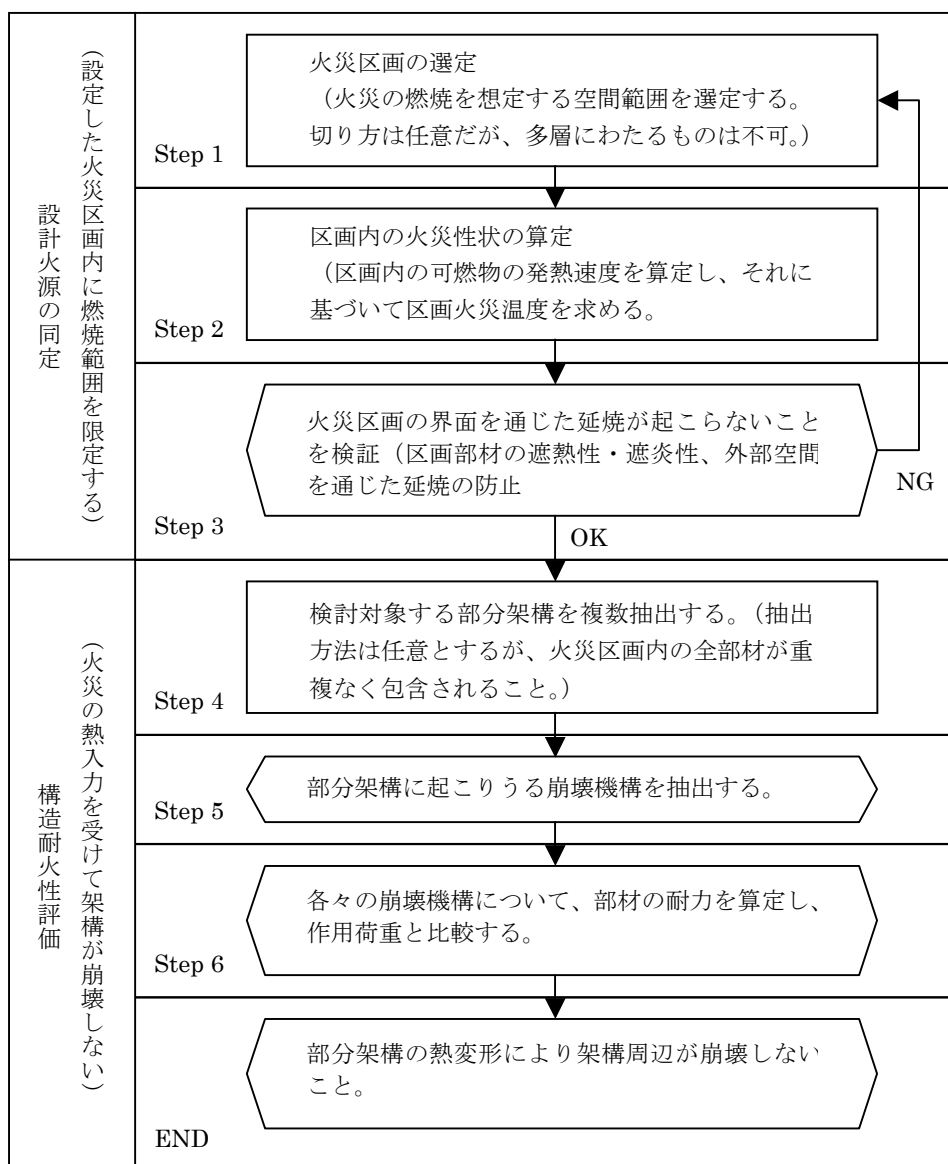 （設定した火災区画内に燃焼範囲を限定する）
設計火源の同定
火災区画の選定
（火災の燃焼を想定する空間範囲を選定する。
切り方は任意だが、多層にわたるものは不可。）
Step 1
区画内の火災性状の算定
（区画内の可燃物の発熱速度を算定し、それに
基づいて区画火災温度を求める。
Step 2
火災区画の界面を通じた延焼が起こらないこと
を検証（区画部材の遮熱性・遮炎性、外部空間
を通じた延焼の防止
NG
Step 3
OK
（火災の熱入力を受けて架構が崩壊しない）
構造耐火性評価
検討対象する部分架構を複数抽出する。（抽出
方法は任意とするが、火災区画内の全部材が重
複なく包含されること。）
Step 4
部分架構に起こりうる崩壊機構を抽出する。
Step 5
各々の崩壊機構について、部材の耐力を算定し、
作用荷重と比較する。
Step 6
部分架構の熱変形により架構周辺が崩壊しない
こと。
END